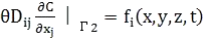 θD_ij ∂C/∂x_j | _Γ2 = f_i(x,y,z,t)